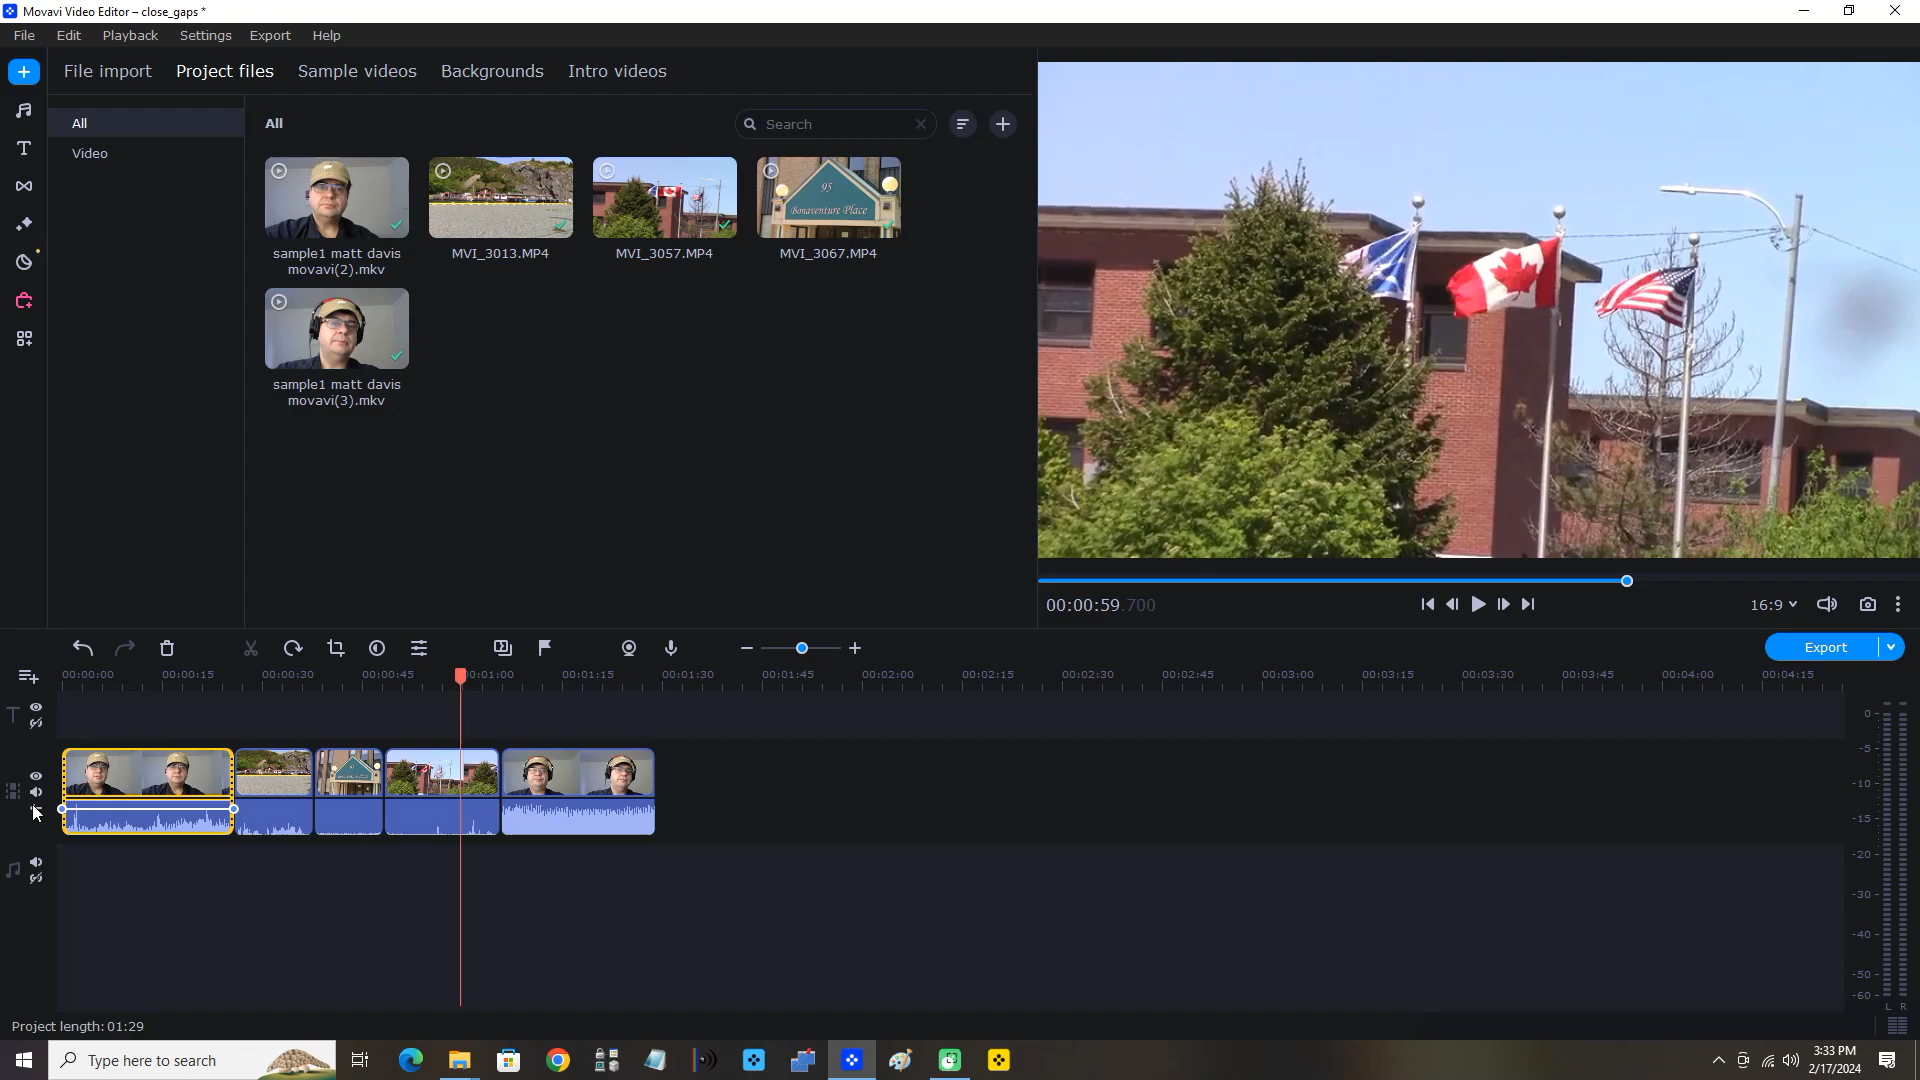 Movavi Video Editor – close_gaps *
File Edit Playback Settings Export Help
File import Project files Sample videos Backgrounds Intro videos
All
Video
All
Search
95
Bonaventure Place
sample1 matt davis
movavi(2).mkv
MVI_3013.MP4
MVI_3057.MP4
MVI_3067.MP4
sample1 matt davis
movavi(3).mkv
00:00:59.700
16:9
Export
00:00:00 00:00:15 00:00:30 00:00:45 00:01:00 00:01:15 00:01:30 00:01:45 00:02:00 00:02:15 00:02:30 00:02:45 00:03:00 00:03:15 00:03:30 00:03:45 00:04:00 00:04:15
0
-5
-10
-15
-20
-30
-40
-50
-60
L R
Project length: 01:29
Type here to search
3:33 PM
2/17/2024